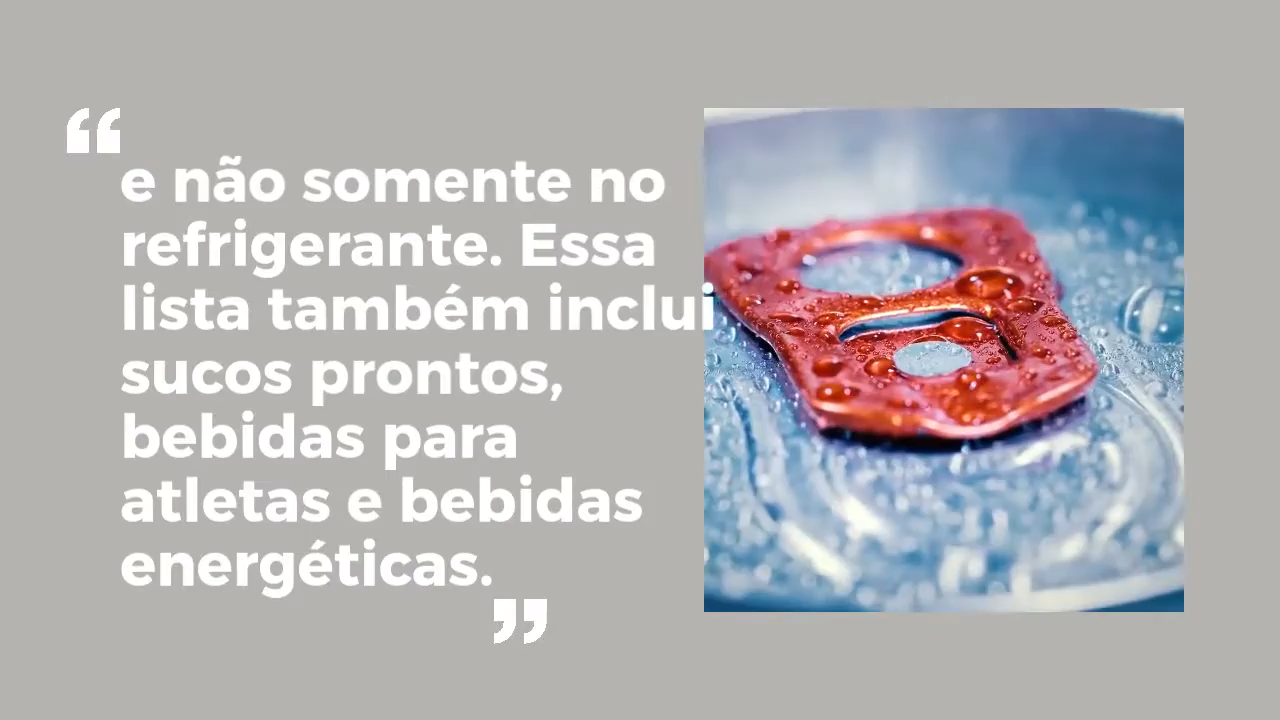 “e não somente no
refrigerante. Essa
lista também inclui
sucos prontos,
bebidas para
atletas e bebidas
energéticas.”